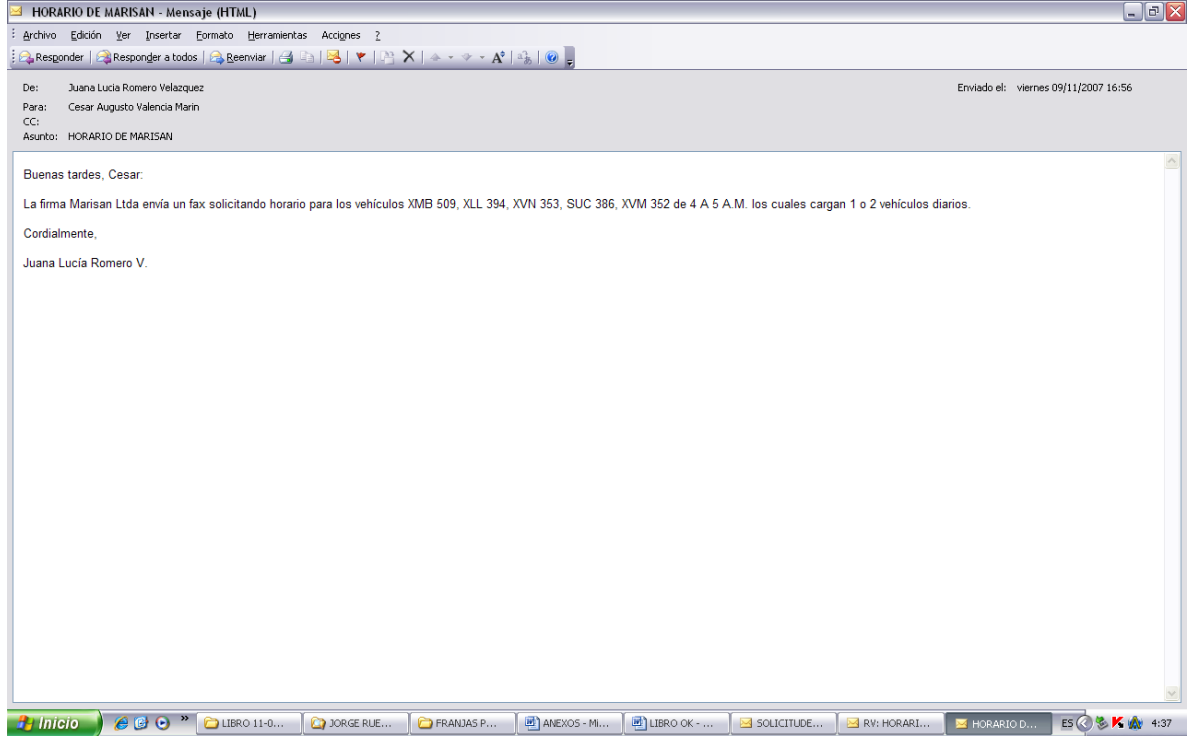 HORARIO DE MARISAN - Mensaje (HTML)
Archivo Edición Ver Insertar Formato Herramientas Acciones ?
Responder Responder a todos Reenviar
De: Juana Lucia Romero Velazquez Enviado el: viernes 09/11/2007 16:56
Para: Cesar Augusto Valencia Marin
CC:
Asunto: HORARIO DE MARISAN
Buenas tardes, Cesar:
La firma Marisan Ltda envía un fax solicitando horario para los vehículos XMB 509, XLL 394, XVN 353, SUC 386, XVM 352 de 4 A 5 A.M. los cuales cargan 1 o 2 vehículos diarios.
Cordialmente,
Juana Lucía Romero V.
Inicio » LIBRO 11-0... JORGE RUE... FRANJAS P... ANEXOS - Mi... LIBRO OK - ... SOLICITUDE... RV: HORARI... HORARIO D... ES 4:37